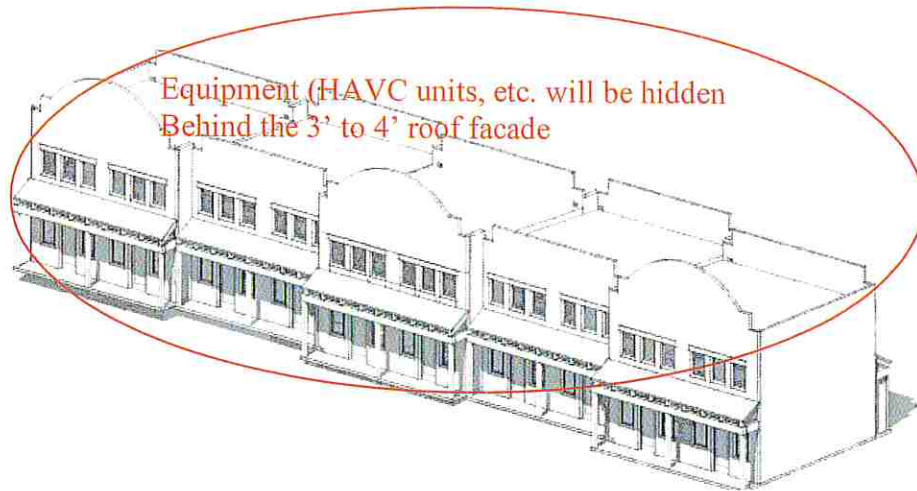 Equipment (HAVC units, etc. will be hidden
Behind the 3’ to 4’ roof facade